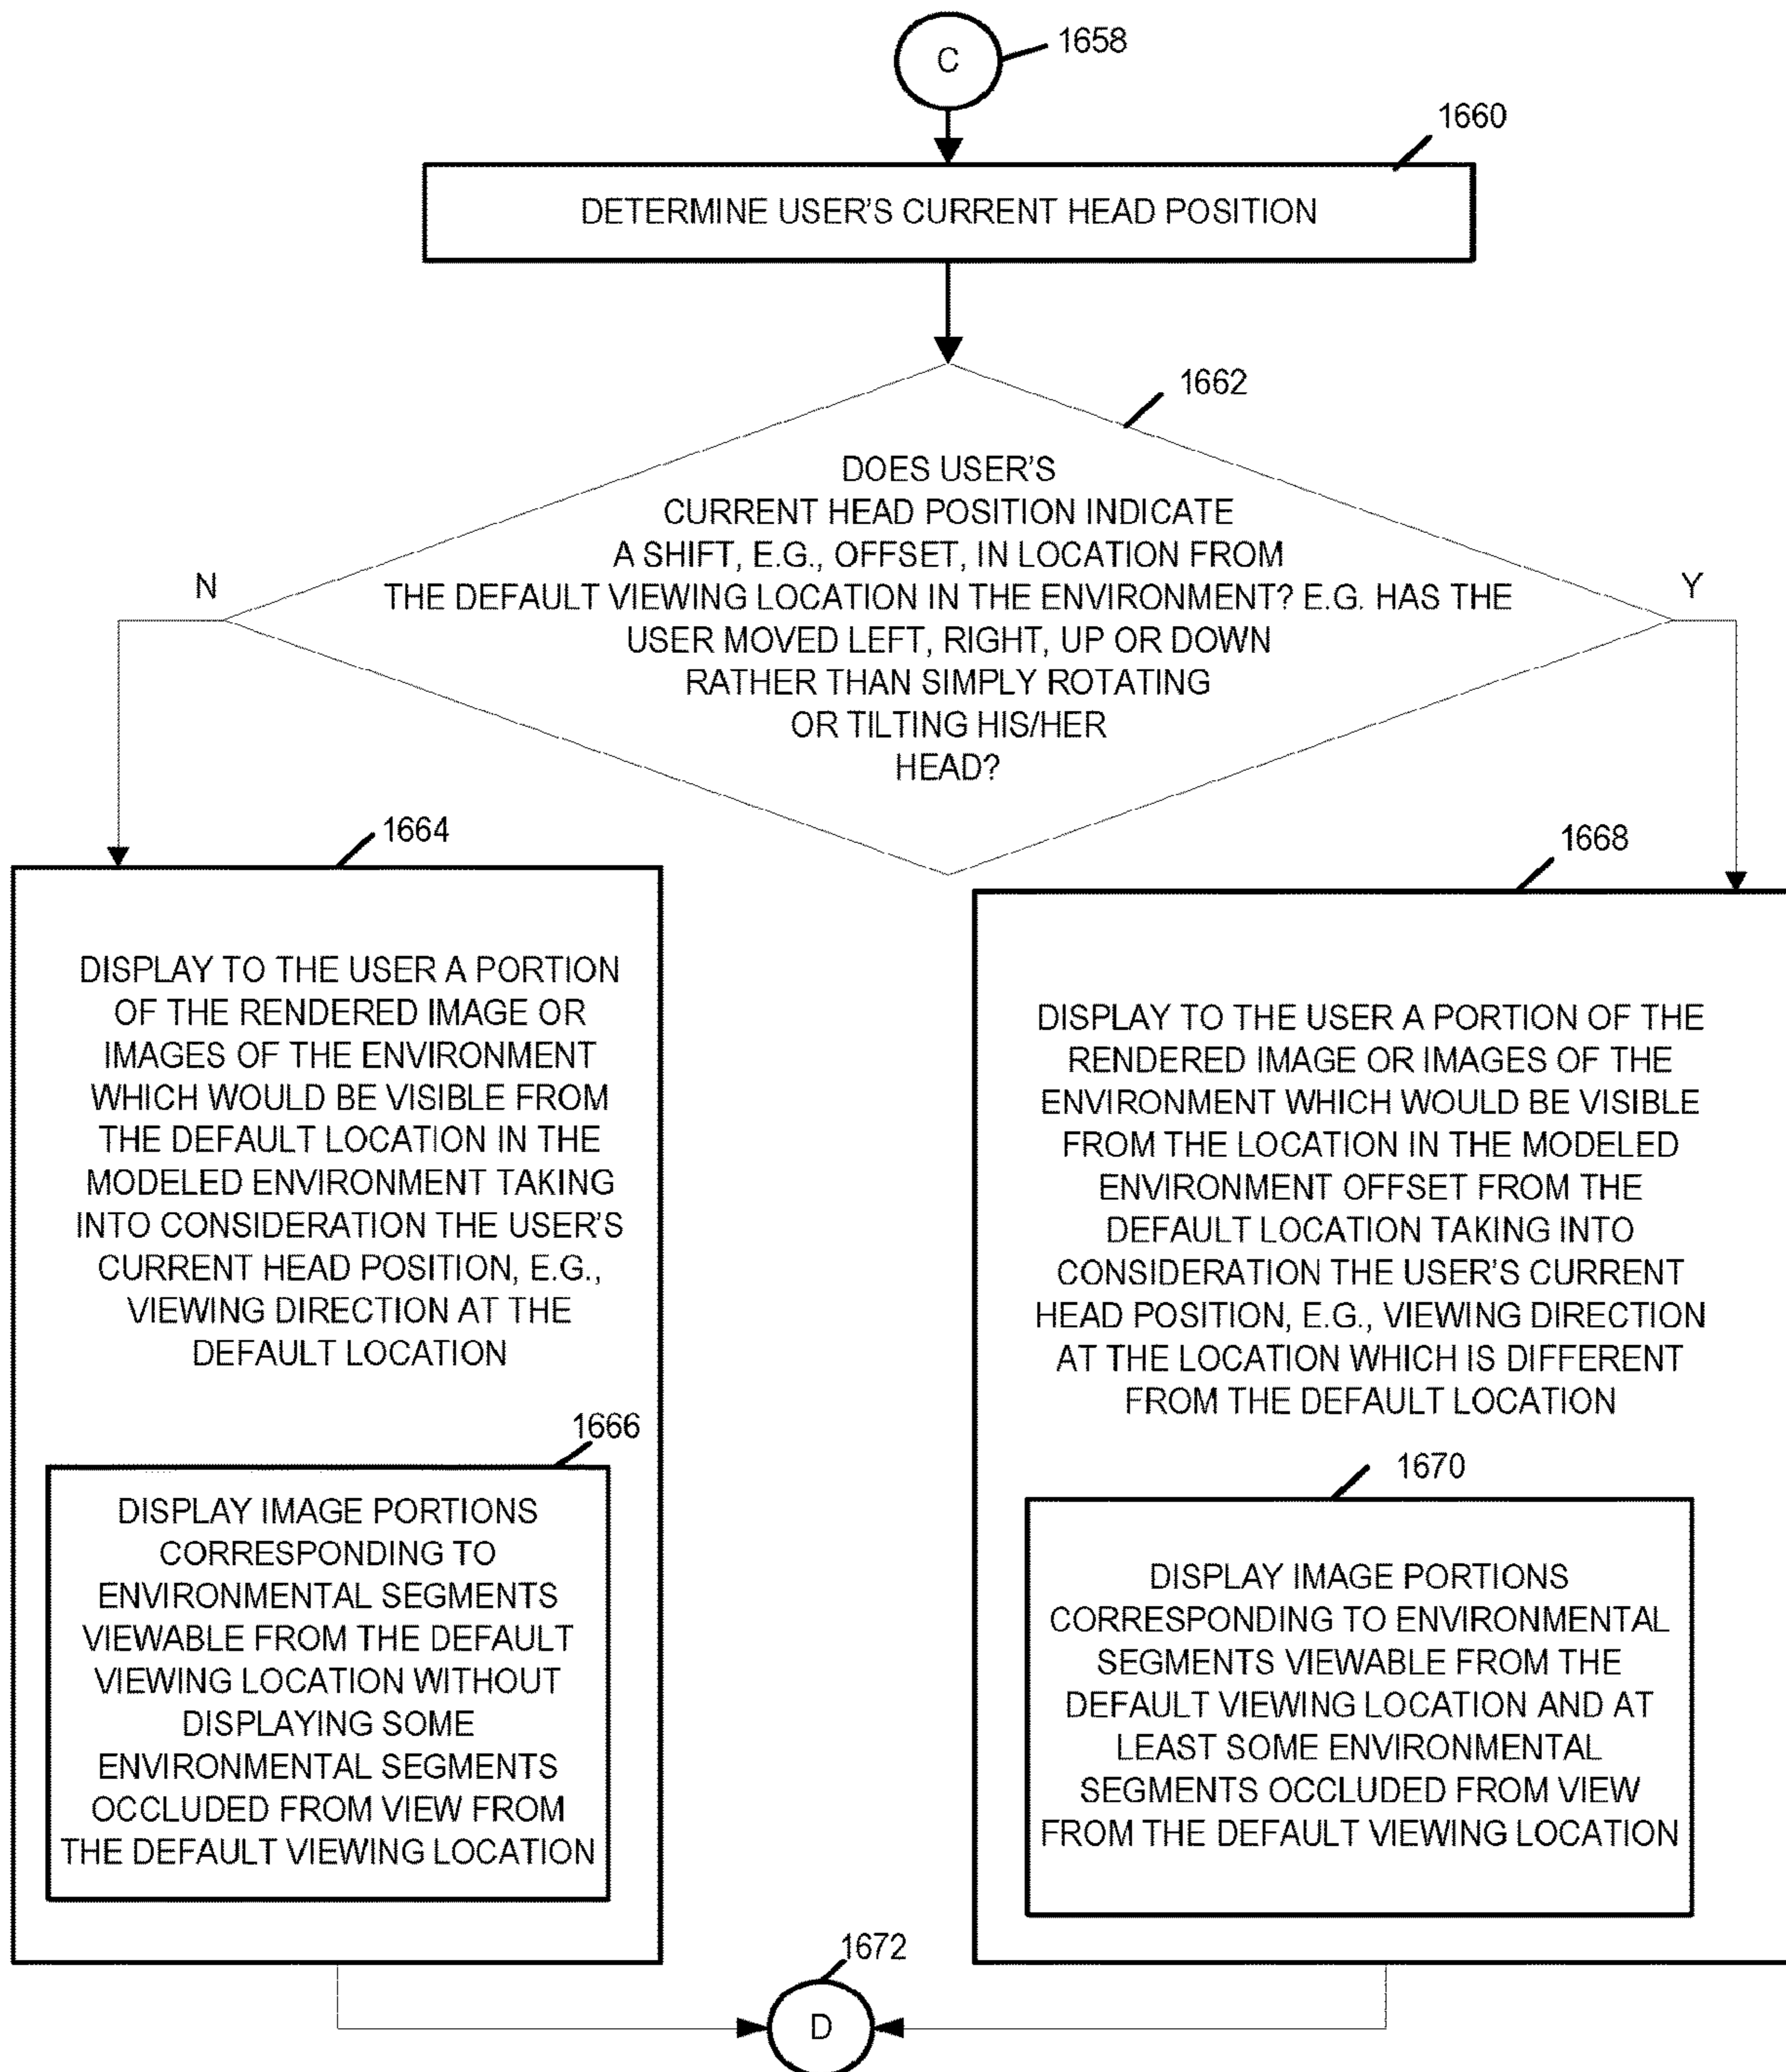 C
1658
1660
DETERMINE USER'S CURRENT HEAD POSITION
1662
DOES USER'S
CURRENT HEAD POSITION INDICATE
A SHIFT, E.G., OFFSET, IN LOCATION FROM
THE DEFAULT VIEWING LOCATION IN THE ENVIRONMENT? E.G. HAS THE
USER MOVED LEFT, RIGHT, UP OR DOWN
RATHER THAN SIMPLY ROTATING
OR TILTING HIS/HER
HEAD?
N
Y
1664
DISPLAY TO THE USER A PORTION
OF THE RENDERED IMAGE OR
IMAGES OF THE ENVIRONMENT
WHICH WOULD BE VISIBLE FROM
THE DEFAULT LOCATION IN THE
MODELED ENVIRONMENT TAKING
INTO CONSIDERATION THE USER'S
CURRENT HEAD POSITION, E.G.,
VIEWING DIRECTION AT THE
DEFAULT LOCATION
1666
DISPLAY IMAGE PORTIONS
CORRESPONDING TO
ENVIRONMENTAL SEGMENTS
VIEWABLE FROM THE DEFAULT
VIEWING LOCATION WITHOUT
DISPLAYING SOME
ENVIRONMENTAL SEGMENTS
OCCLUDED FROM VIEW FROM
THE DEFAULT VIEWING LOCATION
1668
DISPLAY TO THE USER A PORTION OF THE
RENDERED IMAGE OR IMAGES OF THE
ENVIRONMENT WHICH WOULD BE VISIBLE
FROM THE LOCATION IN THE MODELED
ENVIRONMENT OFFSET FROM THE
DEFAULT LOCATION TAKING INTO
CONSIDERATION THE USER'S CURRENT
HEAD POSITION, E.G., VIEWING DIRECTION
AT THE LOCATION WHICH IS DIFFERENT
FROM THE DEFAULT LOCATION
1670
DISPLAY IMAGE PORTIONS
CORRESPONDING TO ENVIRONMENTAL
SEGMENTS VIEWABLE FROM THE
DEFAULT VIEWING LOCATION AND AT
LEAST SOME ENVIRONMENTAL
SEGMENTS OCCLUDED FROM VIEW
FROM THE DEFAULT VIEWING LOCATION
1672
D